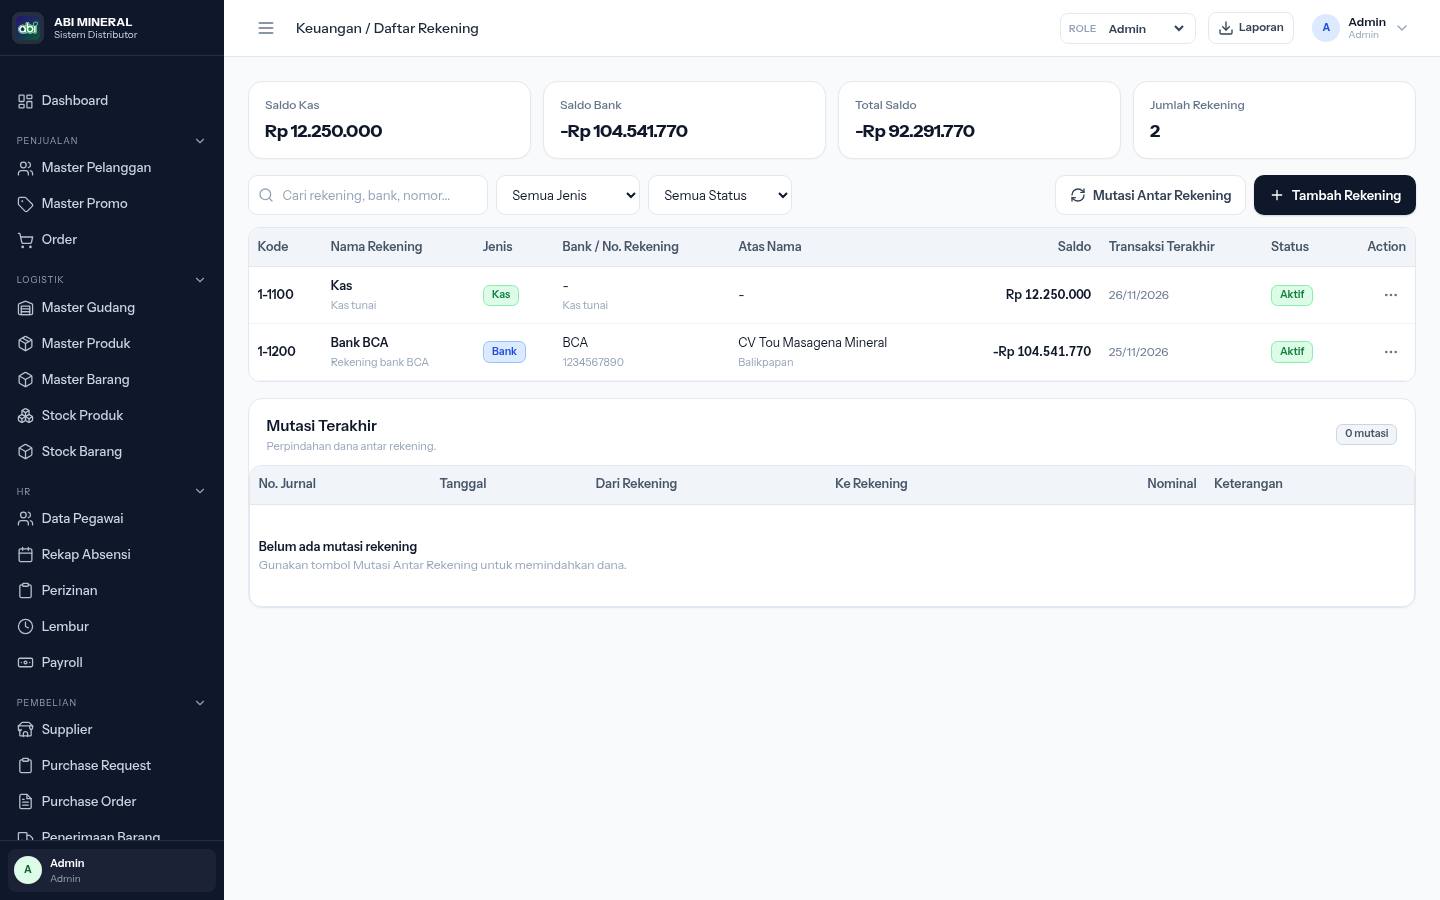 abi
ABI MINERAL
Sistem Distributor
Dashboard
PENJUALAN
Master Pelanggan
Master Promo
Order
LOGISTIK
Master Gudang
Master Produk
Master Barang
Stock Produk
Stock Barang
HR
Data Pegawai
Rekap Absensi
Perizinan
Lembur
Payroll
PEMBELIAN
Supplier
Purchase Request
Purchase Order
Penerimaan Barang
A
Admin
Admin
Keuangan / Daftar Rekening
ROLE Admin
Laporan
A
Admin
Admin
Saldo Kas
Rp 12.250.000
Saldo Bank
-Rp 104.541.770
Total Saldo
-Rp 92.291.770
Jumlah Rekening
2
Cari rekening, bank, nomor...
Semua Jenis
Semua Status
Mutasi Antar Rekening
Tambah Rekening
Kode Nama Rekening Jenis Bank / No. Rekening Atas Nama Saldo Transaksi Terakhir Status Action
1-1100 Kas Kas - - Rp 12.250.000 26/11/2026 Aktif ...
Kas tunai Kas tunai
1-1200 Bank BCA Bank BCA CV Tou Masagena Mineral -Rp 104.541.770 25/11/2026 Aktif ...
Rekening bank BCA 1234567890 Balikpapan
Mutasi Terakhir
Perpindahan dana antar rekening.
0 mutasi
No. Jurnal Tanggal Dari Rekening Ke Rekening Nominal Keterangan
Belum ada mutasi rekening
Gunakan tombol Mutasi Antar Rekening untuk memindahkan dana.